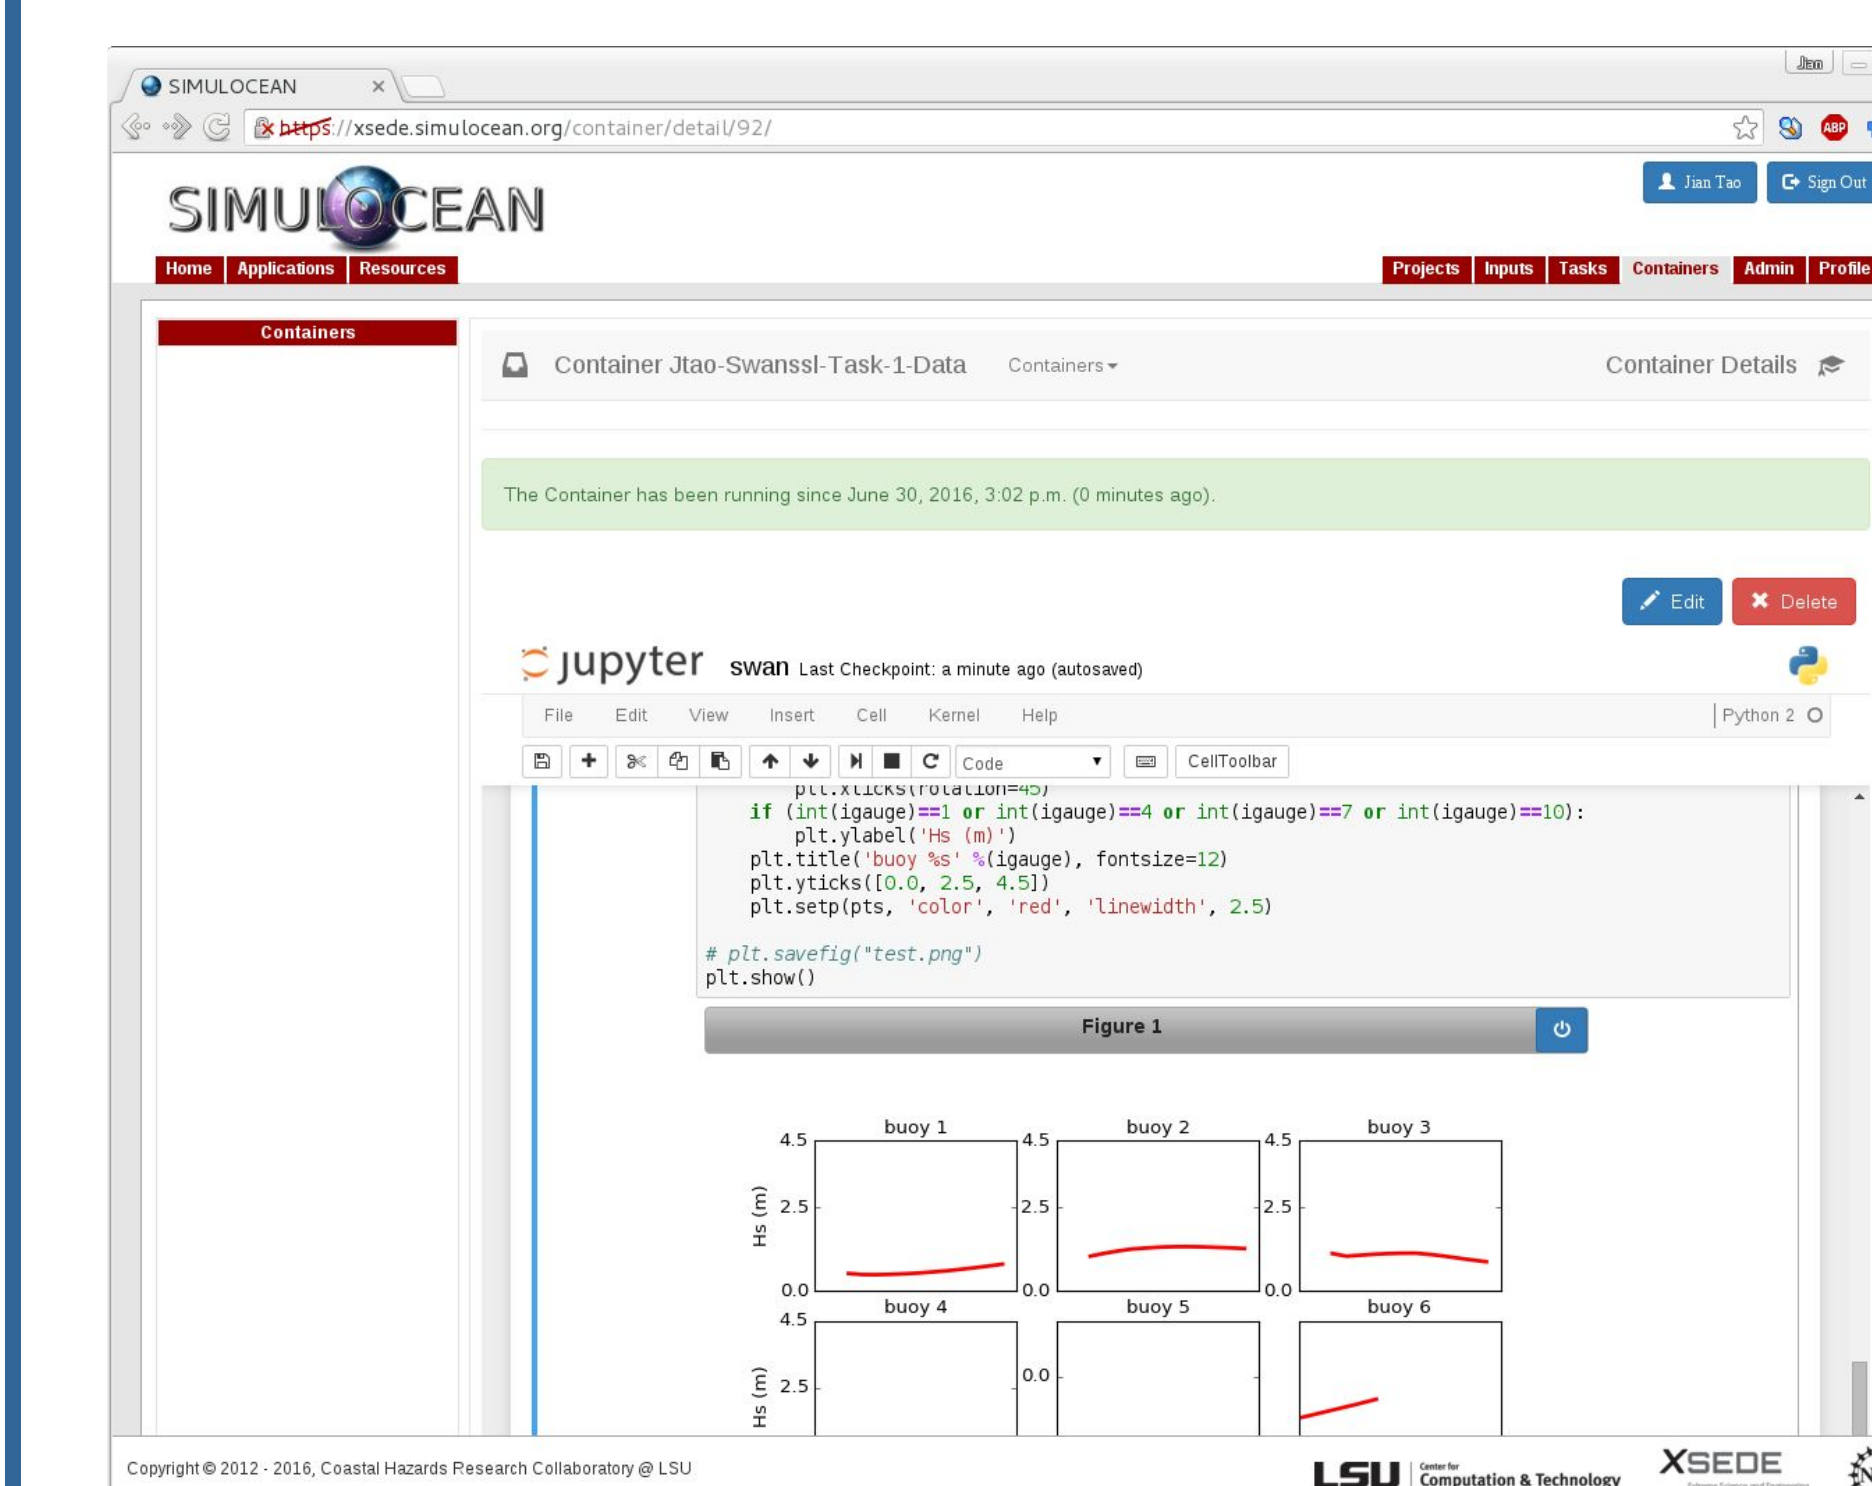 SIMULOCEAN
Jian
https://xsede.simulocean.org/container/detail/92/
ABP
SIMULOCEAN
Jian Tao Sign Out
Home Applications Resources Projects Inputs Tasks Containers Admin Profile
Containers
Container Jtao-Swanssl-Task-1-Data Containers Container Details
The Container has been running since June 30, 2016, 3:02 p.m. (0 minutes ago).
Edit Delete
jupyter swan Last Checkpoint: a minute ago (autosaved)
File Edit View Insert Cell Kernel Help Python 2
Code CellToolbar
plt.xticks(rotation=45)
if (int(igauge)==1 or int(igauge)==4 or int(igauge)==7 or int(igauge)==10):
plt.ylabel('Hs (m)')
plt.title('buoy %s' %(igauge), fontsize=12)
plt.yticks([0.0, 2.5, 4.5])
plt.setp(pts, 'color', 'red', 'linewidth', 2.5)
# plt.savefig("test.png")
plt.show()
Figure 1
buoy 1 buoy 2 buoy 3
4.5 4.5 4.5
Hs (m) 2.5 2.5 2.5
0.0 0.0 0.0
buoy 4 buoy 5 buoy 6
4.5
0.0
Hs (m) 2.5
Copyright © 2012 - 2016, Coastal Hazards Research Collaboratory @ LSU
LSU Center for Computation & Technology
XSEDE